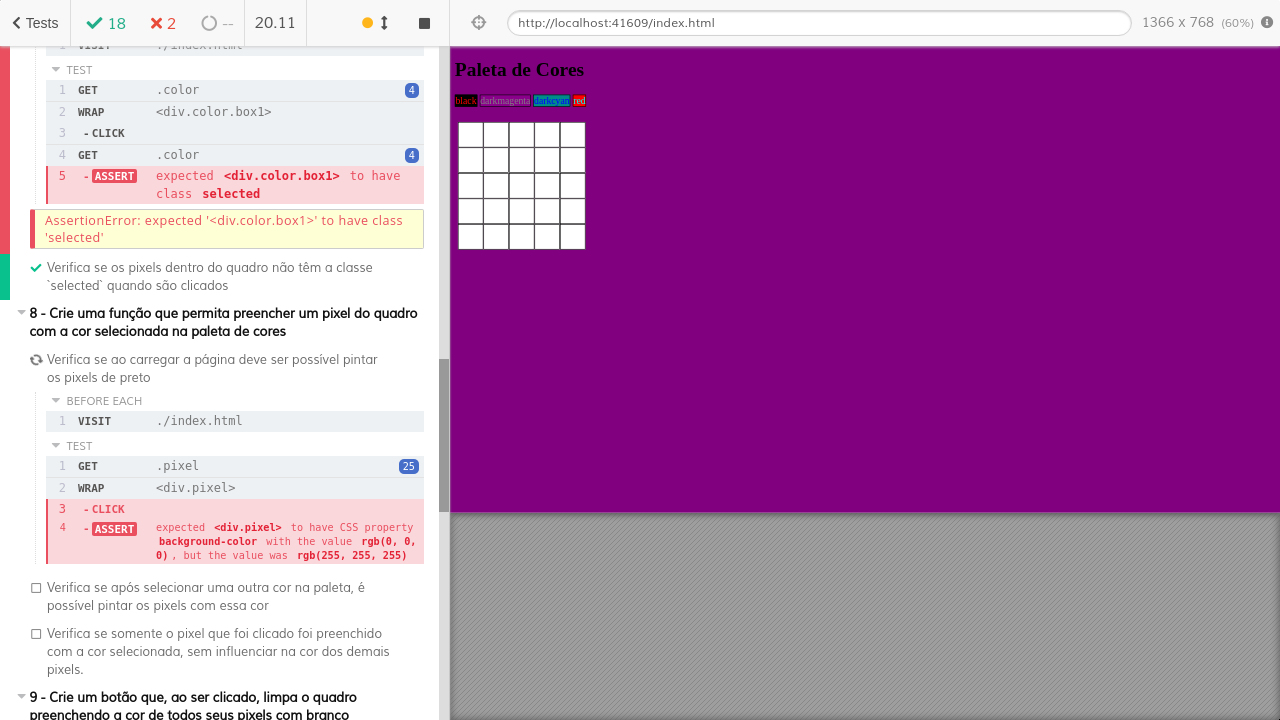 Tests
18
2
--
20.11
http://localhost:41609/index.html
1366 x 768 (60%)
1 VISIT ./index.html
TEST
1 GET .color 4
2 WRAP <div.color.box1>
3 -CLICK
4 GET .color 4
5 -ASSERT expected <div.color.box1> to have
class selected
AssertionError: expected '<div.color.box1>' to have class
'selected'
Verifica se os pixels dentro do quadro não têm a classe
`selected` quando são clicados
8 - Crie uma função que permita preencher um pixel do quadro
com a cor selecionada na paleta de cores
Verifica se ao carregar a página deve ser possível pintar
os pixels de preto
BEFORE EACH
1 VISIT ./index.html
TEST
1 GET .pixel 25
2 WRAP <div.pixel>
3 -CLICK
4 -ASSERT expected <div.pixel> to have CSS property
background-color with the value rgb(0, 0,
0), but the value was rgb(255, 255, 255)
Verifica se após selecionar uma outra cor na paleta, é
possível pintar os pixels com essa cor
Verifica se somente o pixel que foi clicado foi preenchido
com a cor selecionada, sem influenciar na cor dos demais
pixels.
9 - Crie um botão que, ao ser clicado, limpa o quadro
preenchendo a cor de todos seus pixels com branco
Paleta de Cores
black darkmagenta darkcyan red